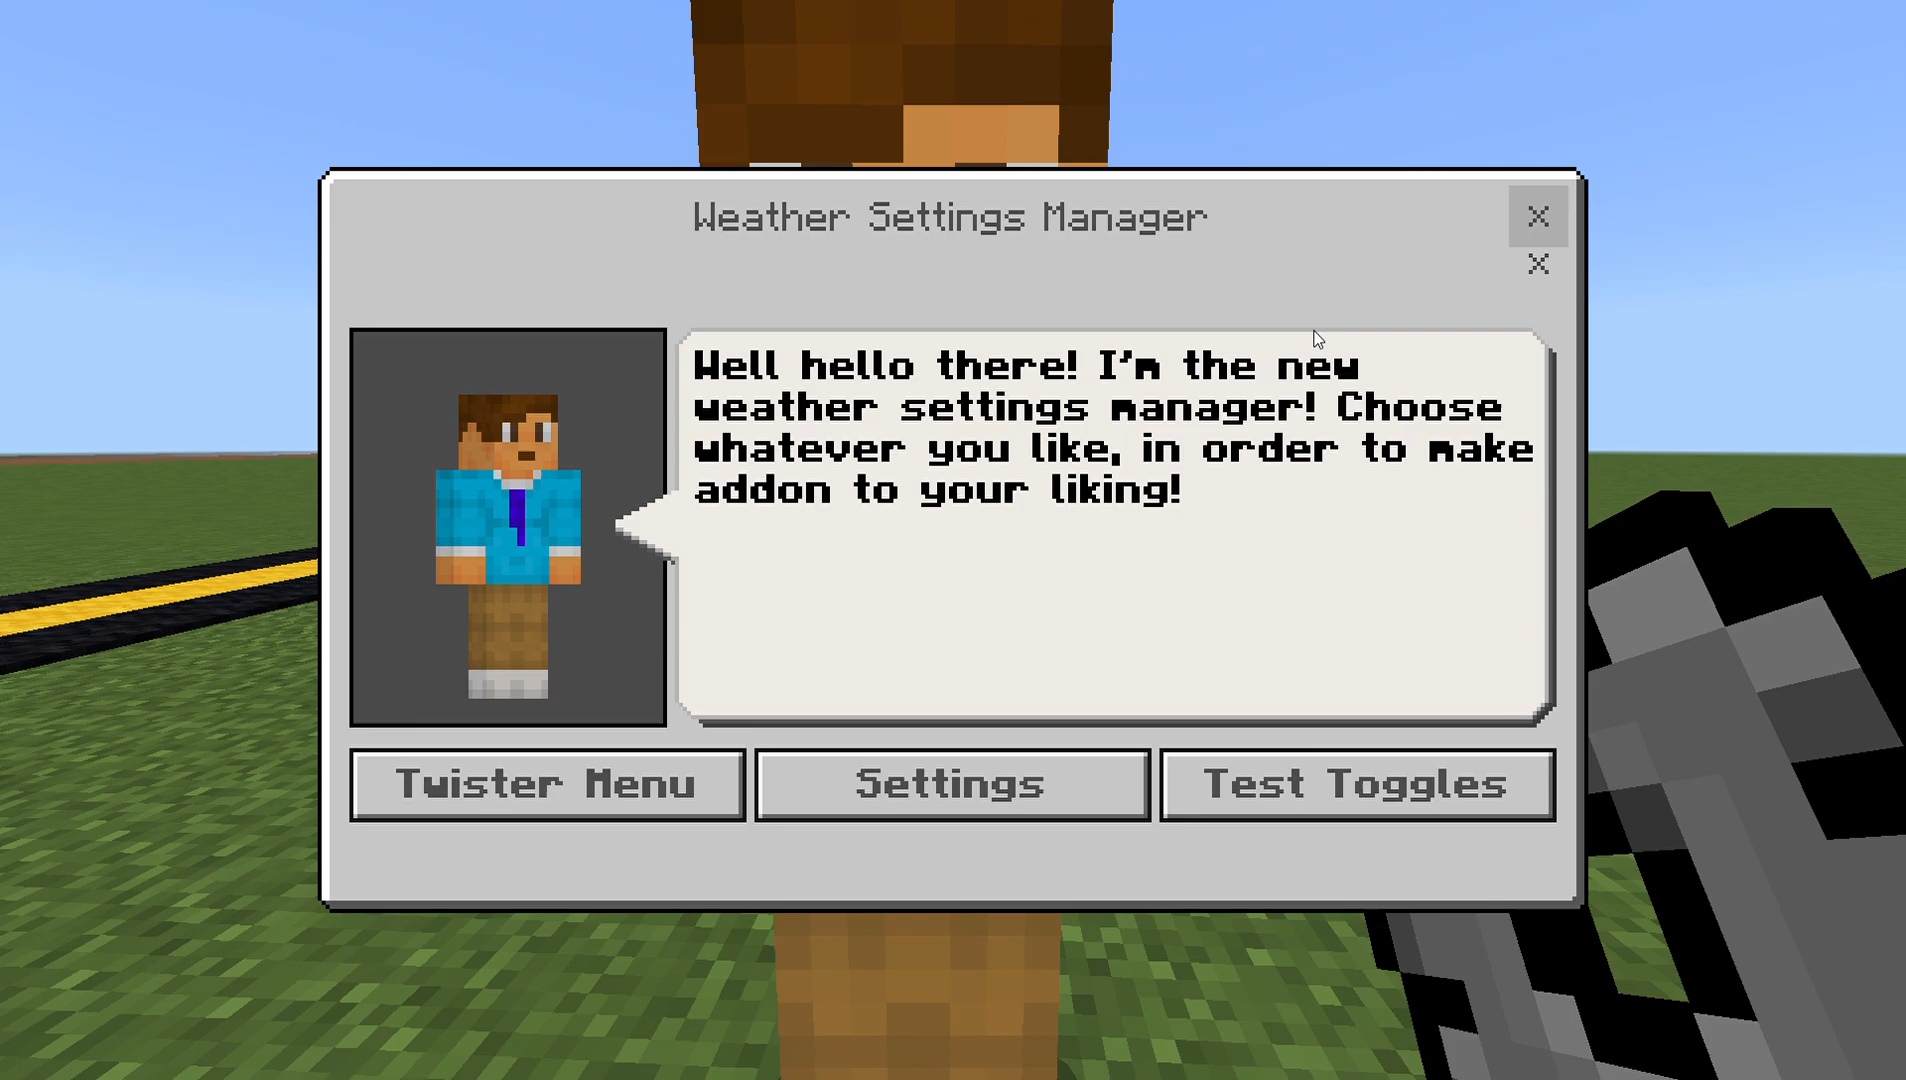 Weather Settings Manager
Well hello there! I'm the new
weather settings manager! Choose
whatever you like, in order to make
addon to your liking!
Twister Menu
Settings
Test Toggles